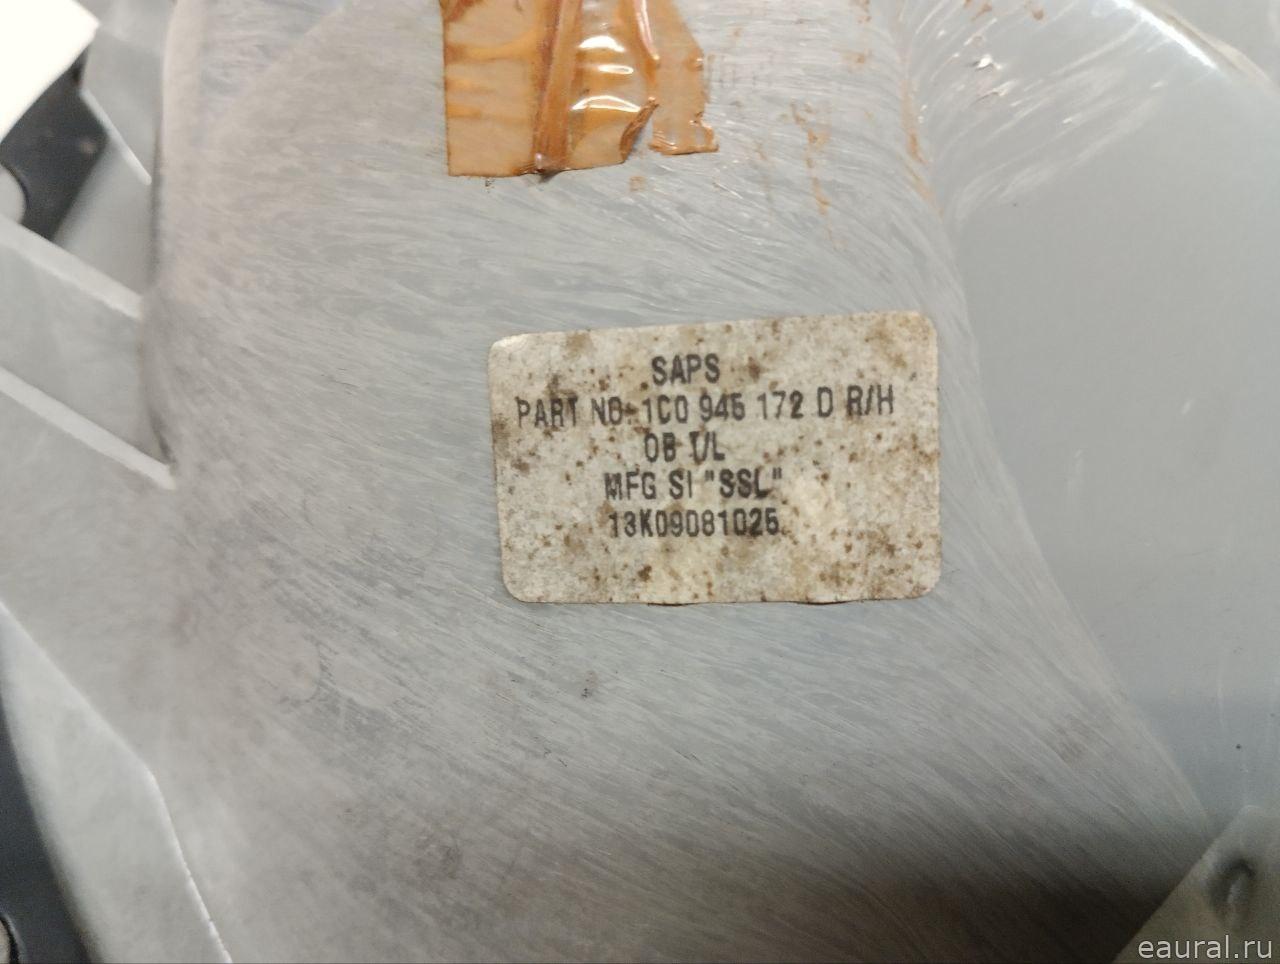 SAPS
PART NO. 1C0 945 172 D R/H
OB T/L
MFG SI "SSL"
13K09081025
eaural.ru